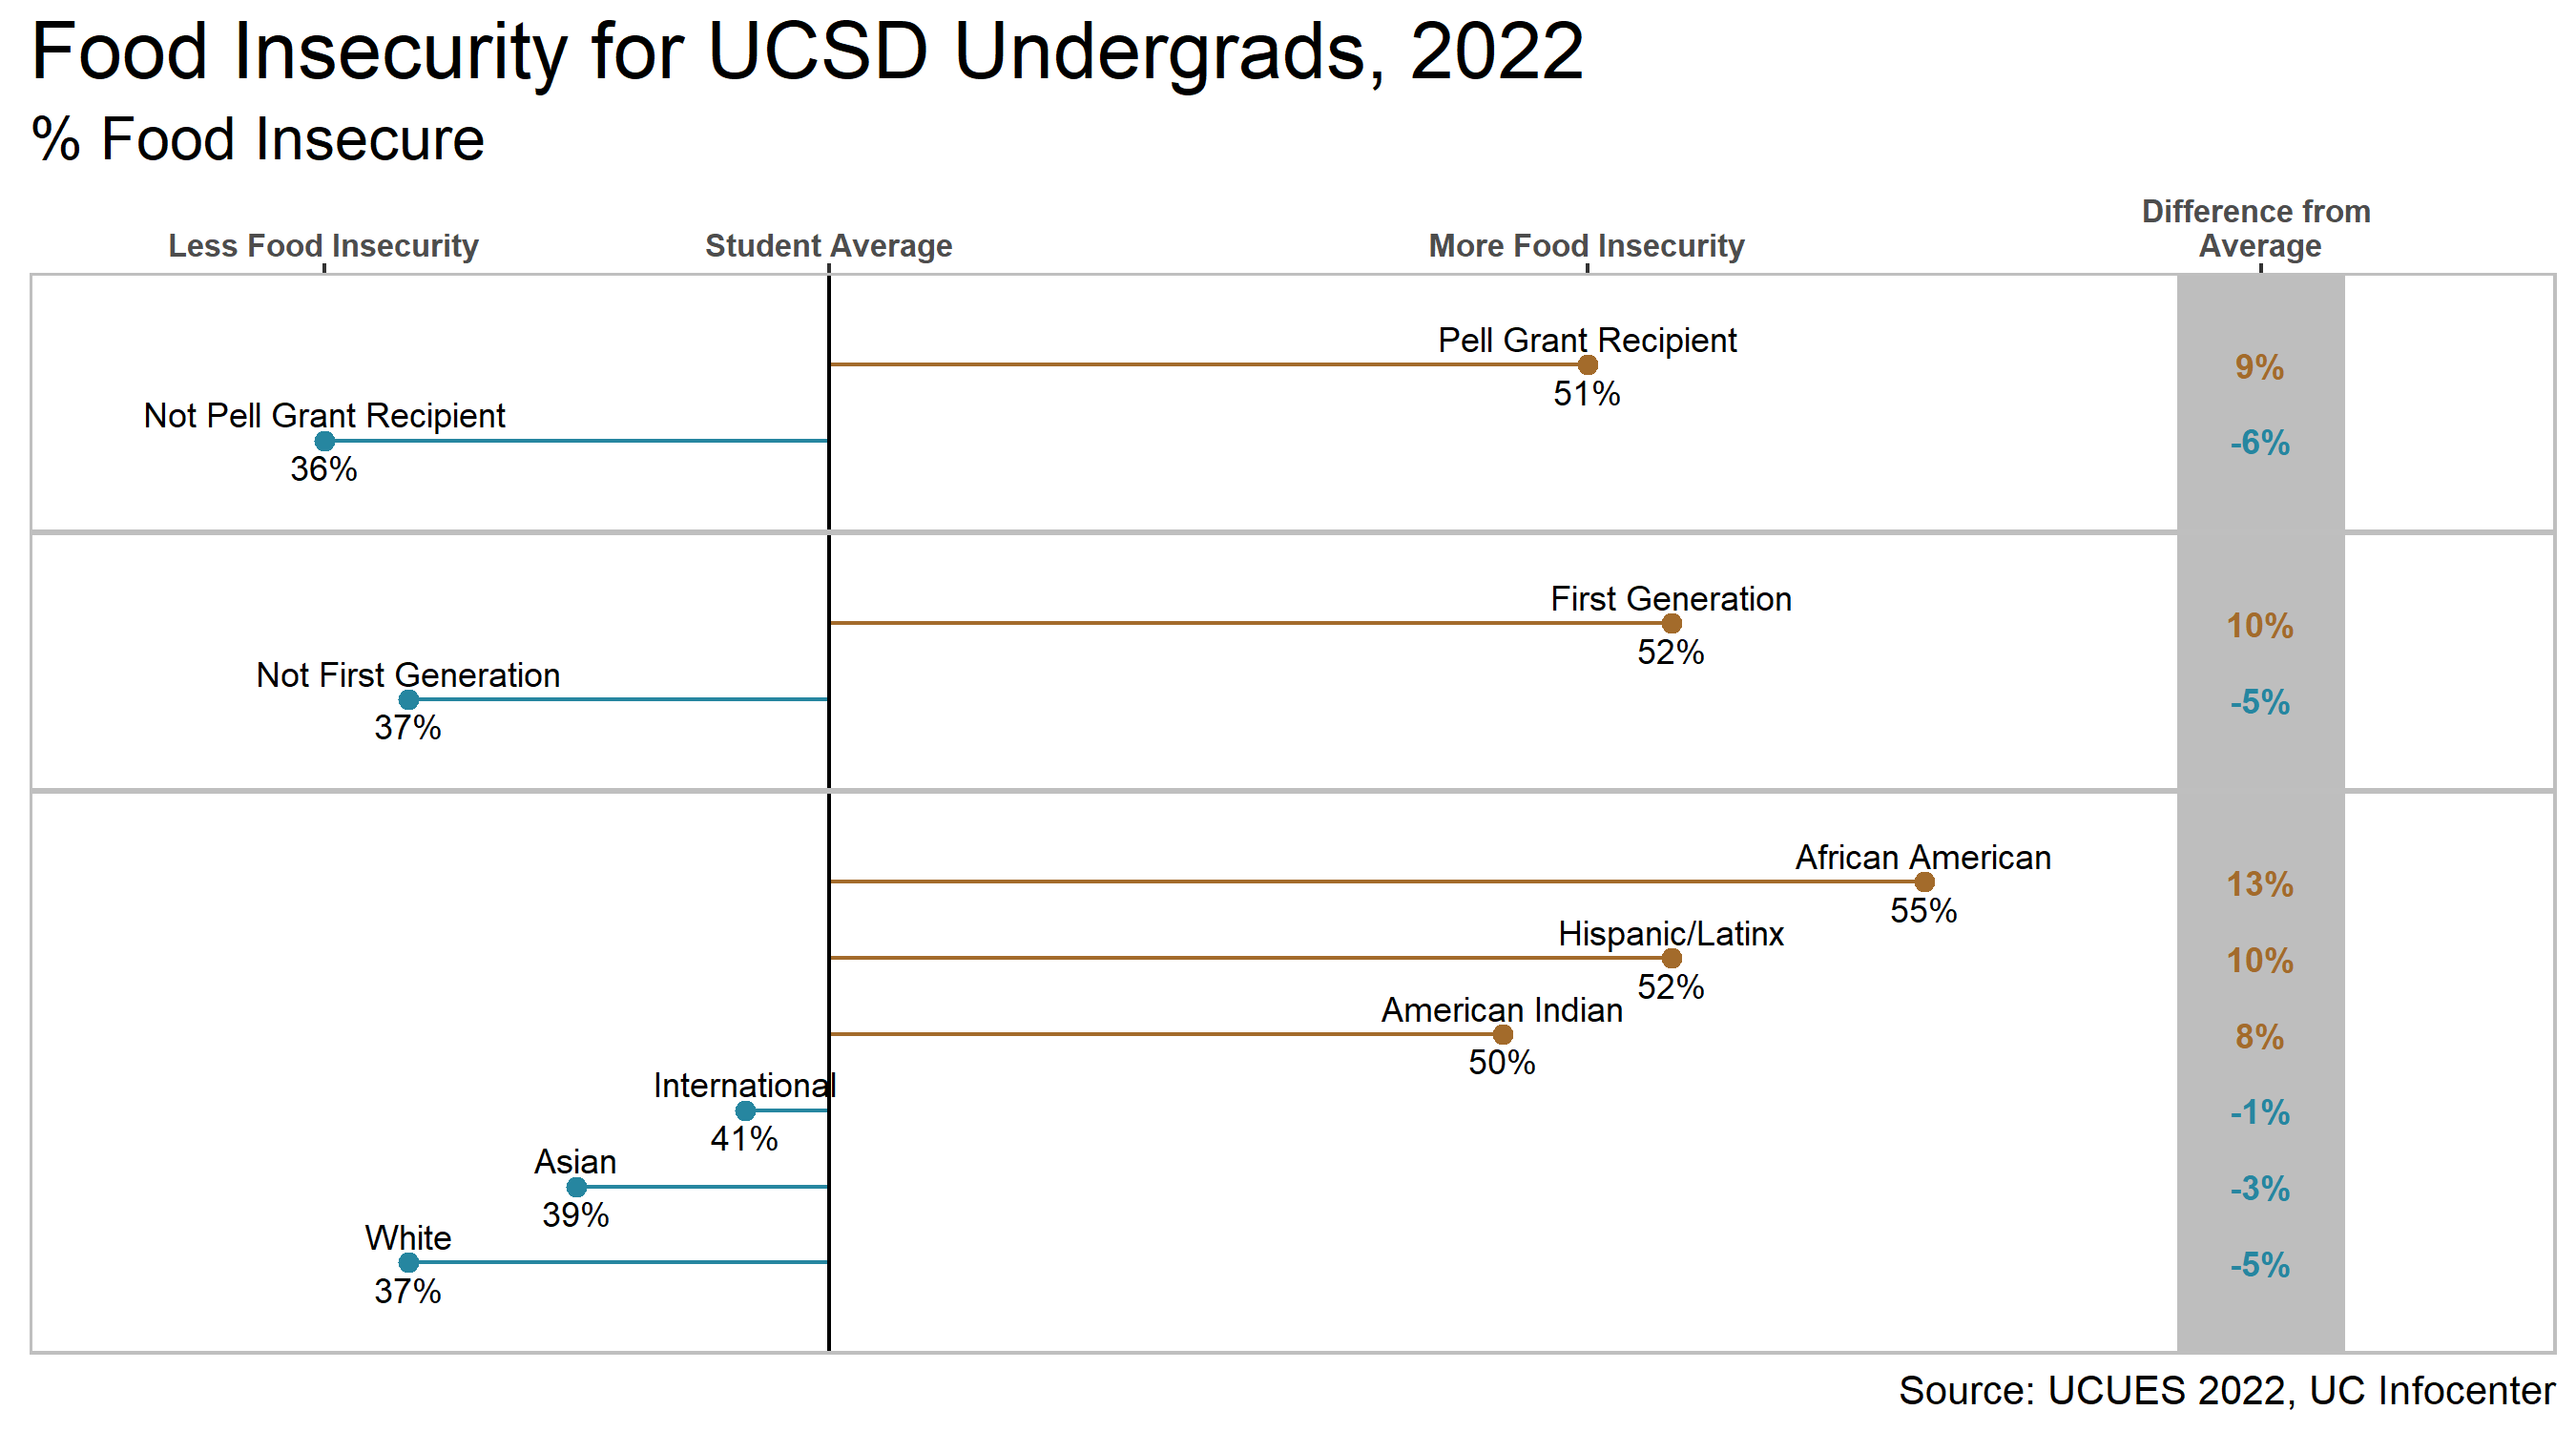 Food Insecurity for UCSD Undergrads, 2022
% Food Insecure
Less Food Insecurity
Student Average
More Food Insecurity
Difference from
Average
Pell Grant Recipient
51%
9%
Not Pell Grant Recipient
36%
-6%
First Generation
52%
10%
Not First Generation
37%
-5%
African American
55%
13%
Hispanic/Latinx
52%
10%
American Indian
50%
8%
International
41%
-1%
Asian
39%
-3%
White
37%
-5%
Source: UCUES 2022, UC Infocenter